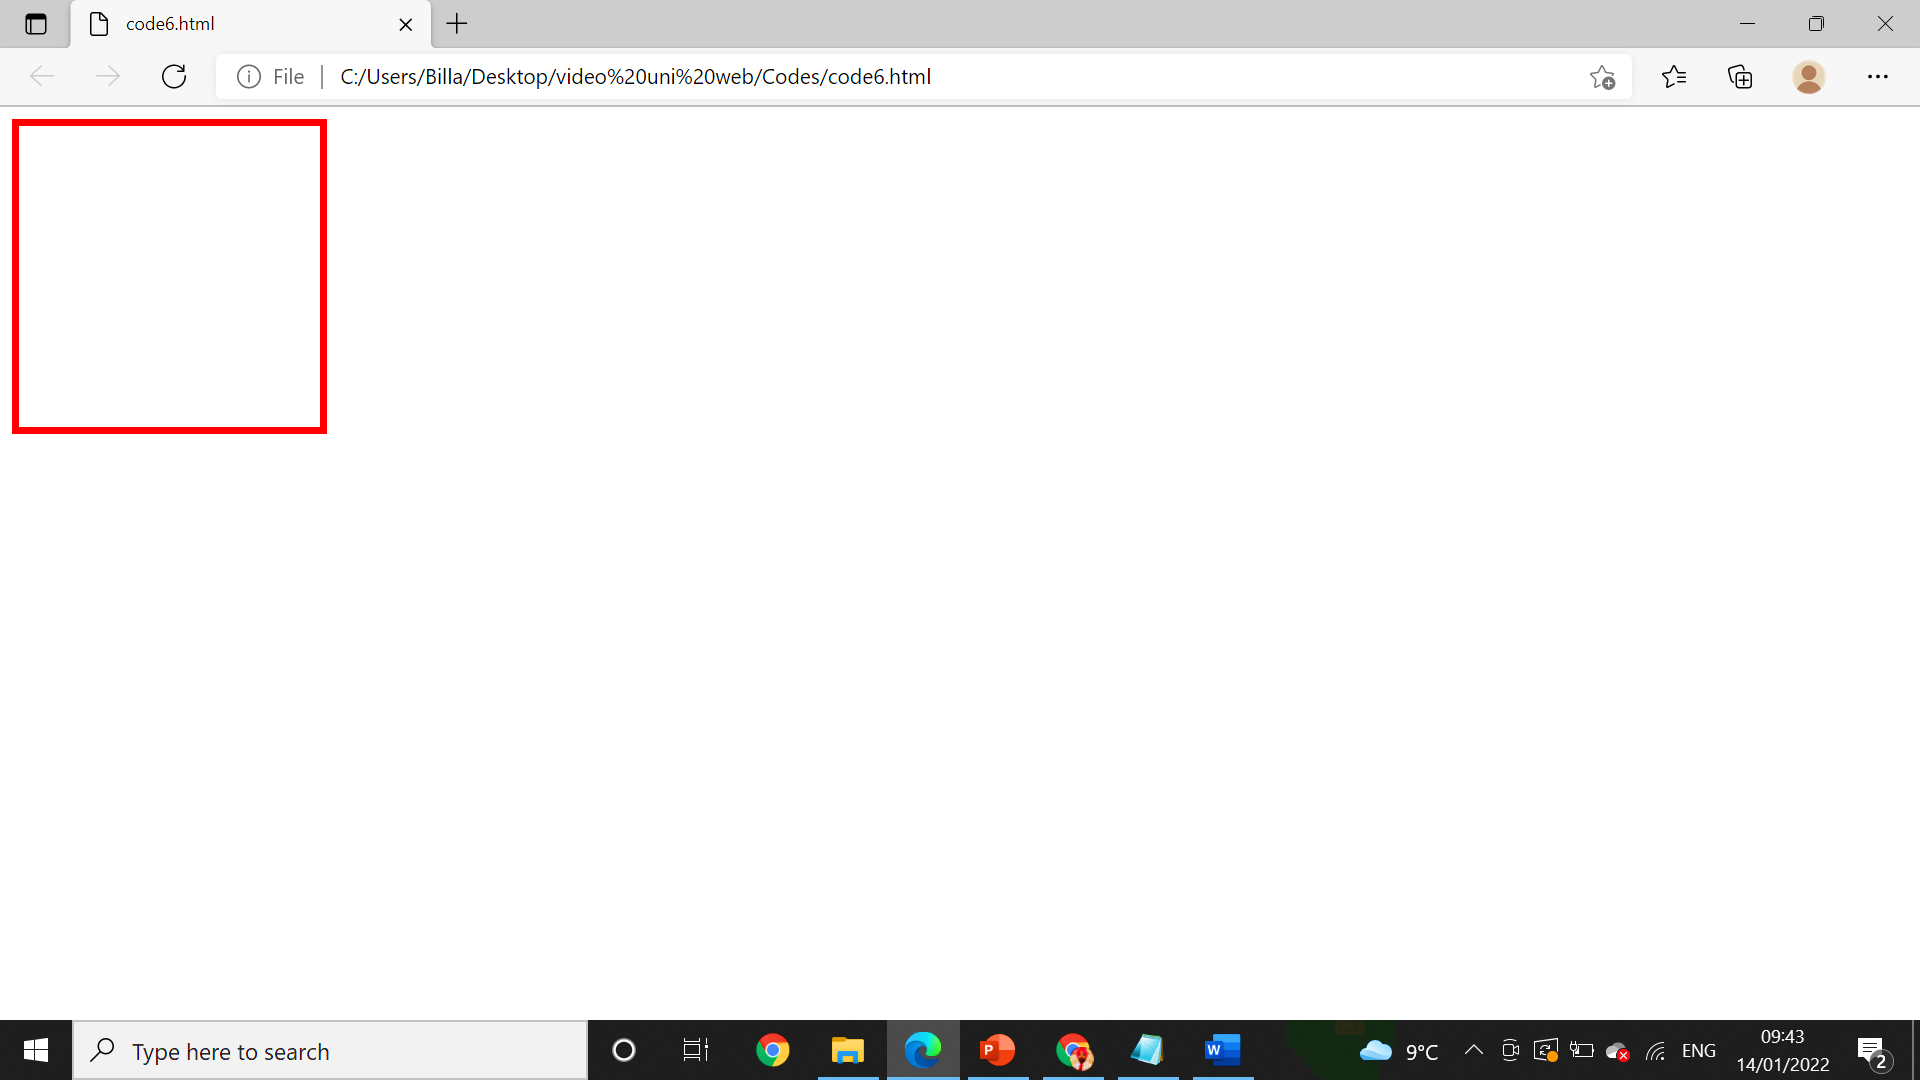 code6.html
File C:/Users/Billa/Desktop/video%20uni%20web/Codes/code6.html
Type here to search
P
W
9°C
ENG
09:43
14/01/2022
2